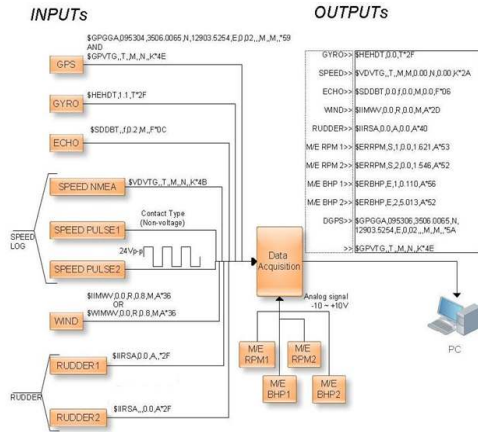 INPUTs
OUTPUTs
$GPGGA,095304,3506.0065,N,12903.5254,E,0,02,,,M,,M,,*59
AND
$GPVTG,,T,,M,,N,,K*4E
GPS
$HEHDT,1.1,T*2F
GYRO
$SDDBT,,f,0.2,M,,F*0C
ECHO
SPEED LOG
$VDVTG,,T,,M,,N,,K*4B
SPEED NMEA
Contact Type
(Non-voltage)
SPEED PULSE1
24Vp-p
SPEED PULSE2
$IIMWV,0.0,R,0.8,M,A*36
OR
$WIMWV,0.0,R,0.8,M,A*36
WIND
RUDDER
$IIRSA,0.0,A,,*2F
RUDDER1
$IIRSA,,,0.0,A*2F
RUDDER2
Data
Acquisition
Analog signal
-10 ~ +10V
M/E
RPM1
M/E
RPM2
M/E
BHP1
M/E
BHP2
GYRO>> $HEHDT,0.0,T*2F
SPEED>> $VDVTG,,T,,M,0.00,N,0.00,K*2A
ECHO>> $SDDBT,0.0,f,0.0,M,0.0,F*06
WIND>> $IIMWV,0.0,R,0.0,M,A*2D
RUDDER>> $IIRSA,0.0,A,0.0,A*40
M/E RPM 1>> $ERRPM,S,1,0.0,1.621,A*53
M/E RPM 2>> $ERRPM,S,2,0.0,1.546,A*52
M/E BHP 1>> $ERBHP,E,1,0.110,A*56
M/E BHP 2>> $ERBHP,E,2,5.013,A*52
DGPS>> $GPGGA,095306,3506.0065,N,
12903.5254,E,0,02,,,M,,M,,*5A
>> $GPVTG,,T,,M,,N,,K*4E
PC